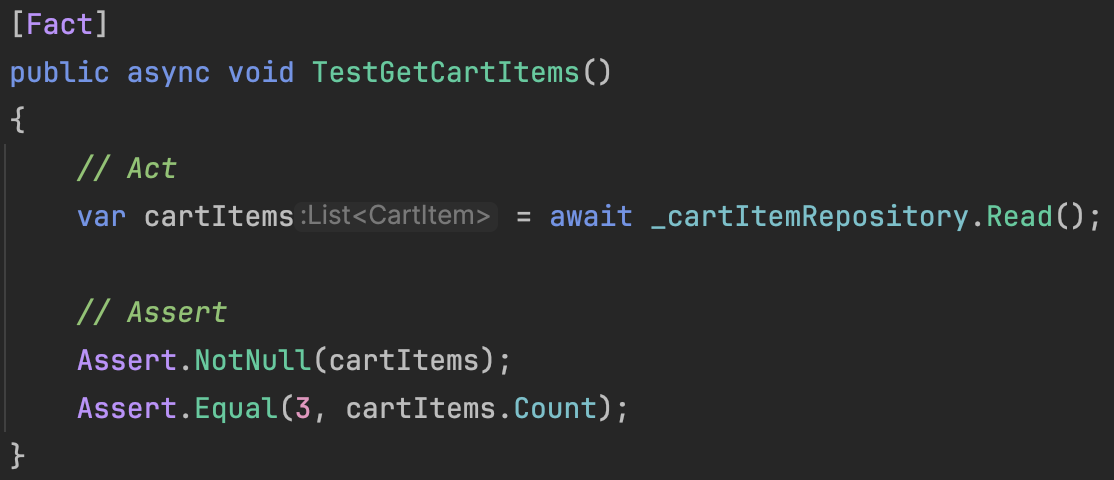 [Fact]
public async void TestGetCartItems()
{
    // Act
    var cartItems :List<CartItem> = await _cartItemRepository.Read();

    // Assert
    Assert.NotNull(cartItems);
    Assert.Equal(3, cartItems.Count);
}